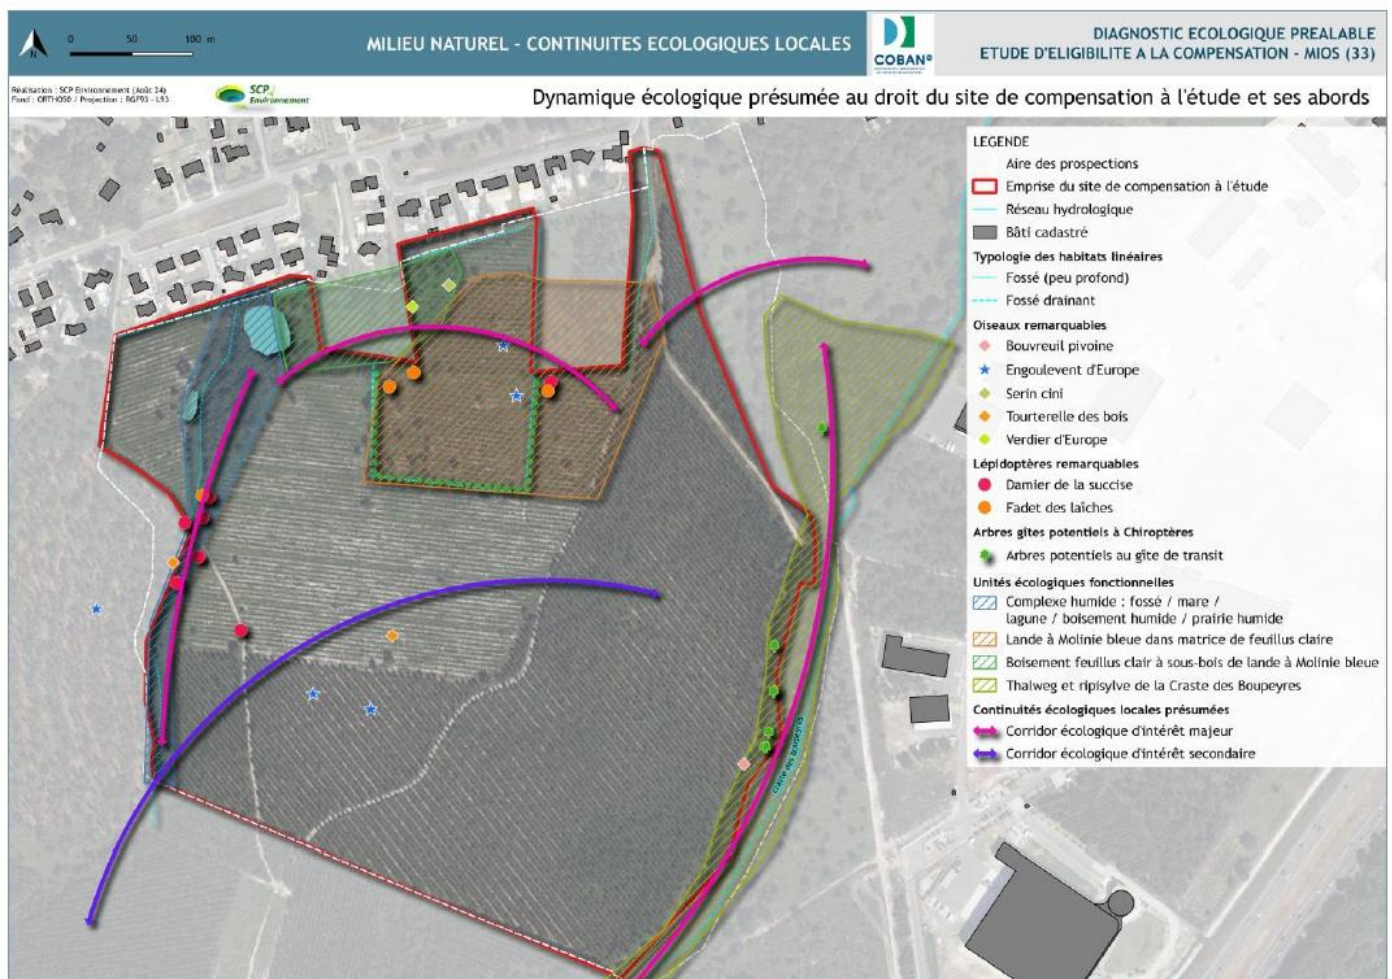 N
0 50 100 m
MILIEU NATUREL - CONTINUITES ECOLOGIQUES LOCALES
COBAN
DIAGNOSTIC ECOLOGIQUE PREALABLE
ETUDE D'ELIGIBILITE A LA COMPENSATION - MIOS (33)
Réalisation : SCP Environnement (Août 24)
Fond : ORTHO50 / Projection : RGF93 - L93
SCP
Environnement
Dynamique écologique présumée au droit du site de compensation à l'étude et ses abords
LEGENDE
Aire des prospections
Emprise du site de compensation à l'étude
Réseau hydrologique
Bâti cadastré
Typologie des habitats linéaires
Fossé (peu profond)
Fossé drainant
Oiseaux remarquables
Bouvreuil pivoine
Engoulevent d'Europe
Serin cini
Tourterelle des bois
Verdier d'Europe
Lépidoptères remarquables
Damier de la succise
Fadet des laîches
Arbres gîtes potentiels à Chiroptères
Arbres potentiels au gîte de transit
Unités écologiques fonctionnelles
Complexe humide : fossé / mare /
lagune / boisement humide / prairie humide
Lande à Molinie bleue dans matrice de feuillus claire
Boisement feuillus clair à sous-bois de lande à Molinie bleue
Thalweg et ripisylve de la Craste des Boupeyres
Continuités écologiques locales présumées
Corridor écologique d'intérêt majeur
Corridor écologique d'intérêt secondaire
Craste des Boupeyres